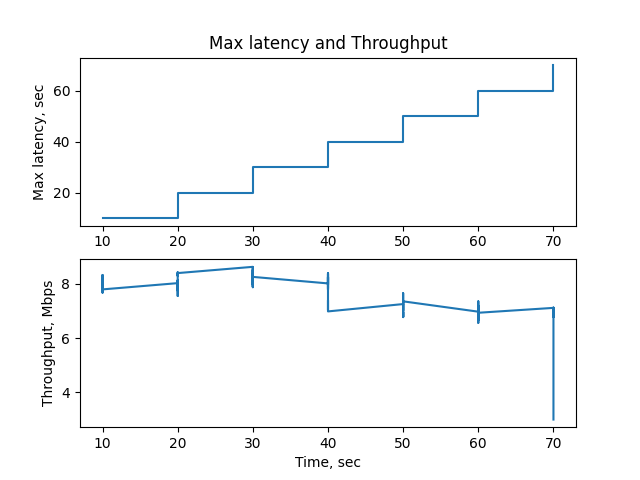 Max latency and Throughput
Max latency, sec
60
40
20
10 20 30 40 50 60 70
Throughput, Mbps
8
6
4
10 20 30 40 50 60 70
Time, sec